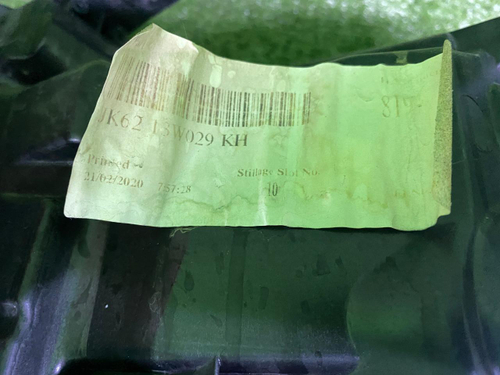 JK62 13W029 KH
Printed -
21/02/2020 7:57:28
Stillage Slot No.
10